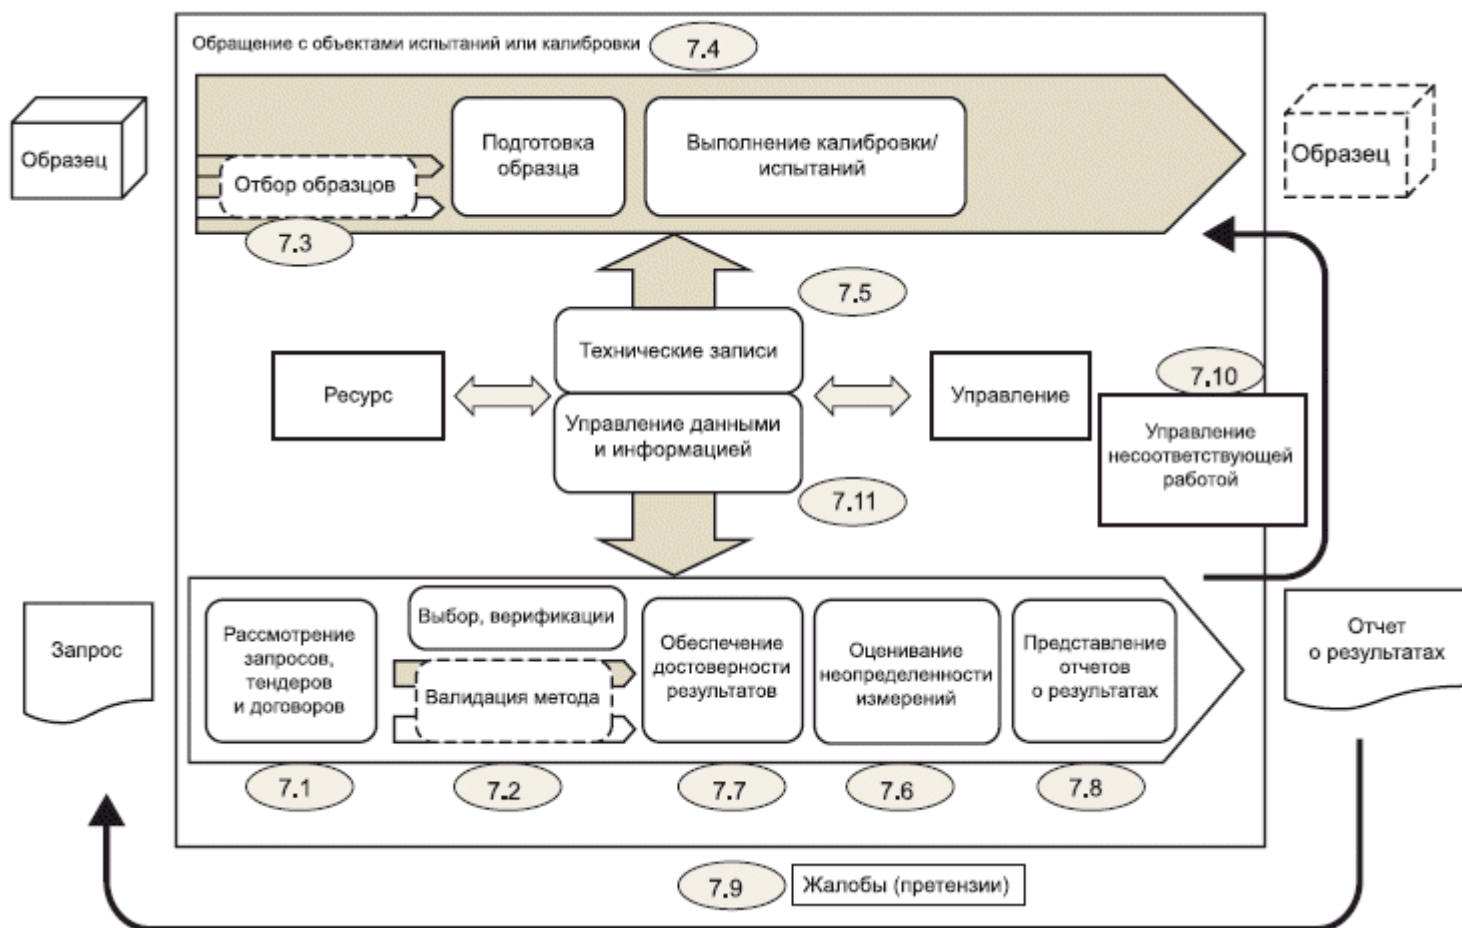 Обращение с объектами испытаний или калибровки
7.4
Образец
Отбор образцов
7.3
Подготовка
образца
Выполнение калибровки/
испытаний
Образец
7.5
Технические записи
Ресурс
Управление данными
и информацией
Управление
7.10
Управление
несоответствующей
работой
7.11
Запрос
Рассмотрение
запросов,
тендеров
и договоров
Выбор, верификации
Валидация метода
Обеспечение
достоверности
результатов
Оценивание
неопределенности
измерений
Представление
отчетов
о результатах
Отчет
о результатах
7.1
7.2
7.7
7.6
7.8
7.9
Жалобы (претензии)